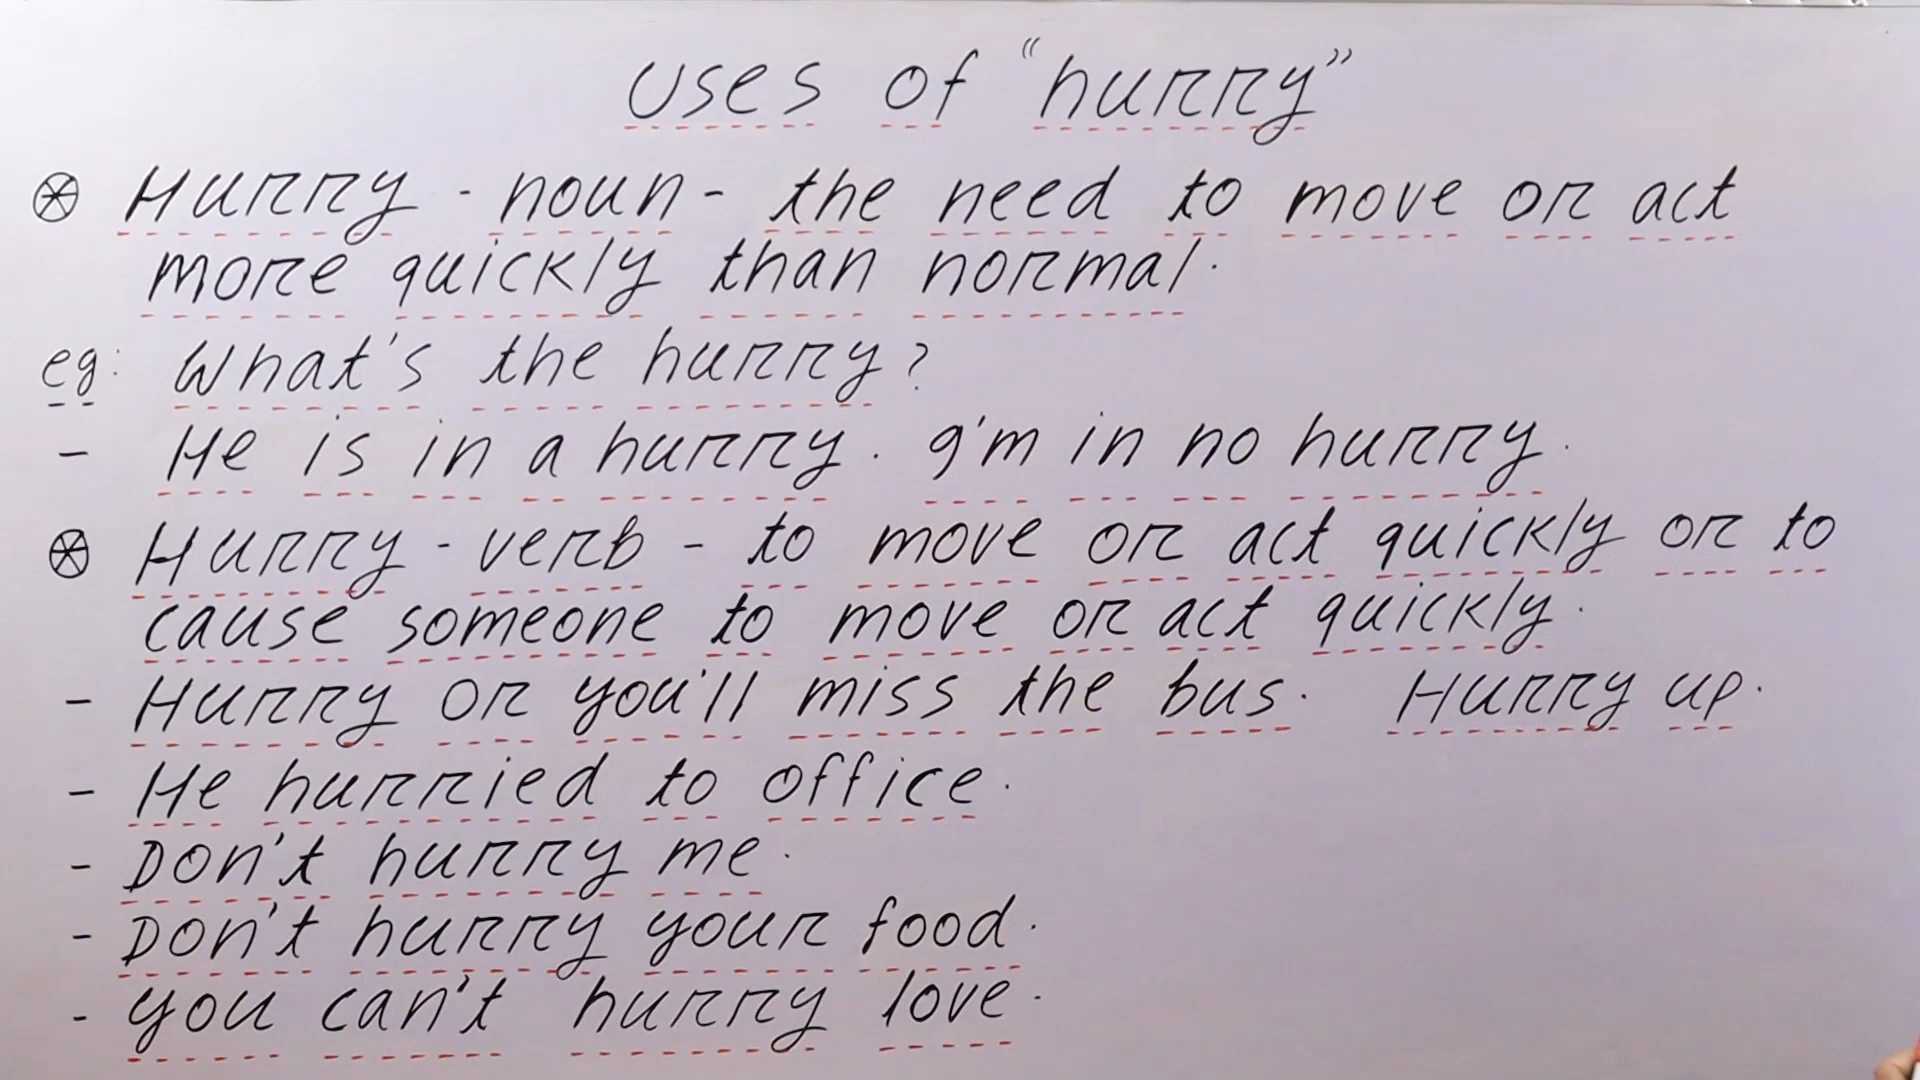 Uses of "hurry"
Hurry - noun - the need to move or act
more quickly than normal.
eg: What's the hurry?
- He is in a hurry. I'm in no hurry.
Hurry - verb - to move or act quickly or to
cause someone to move or act quickly.
- Hurry or you'll miss the bus. Hurry up.
- He hurried to office.
- Don't hurry me.
- Don't hurry your food.
- you can't hurry love.